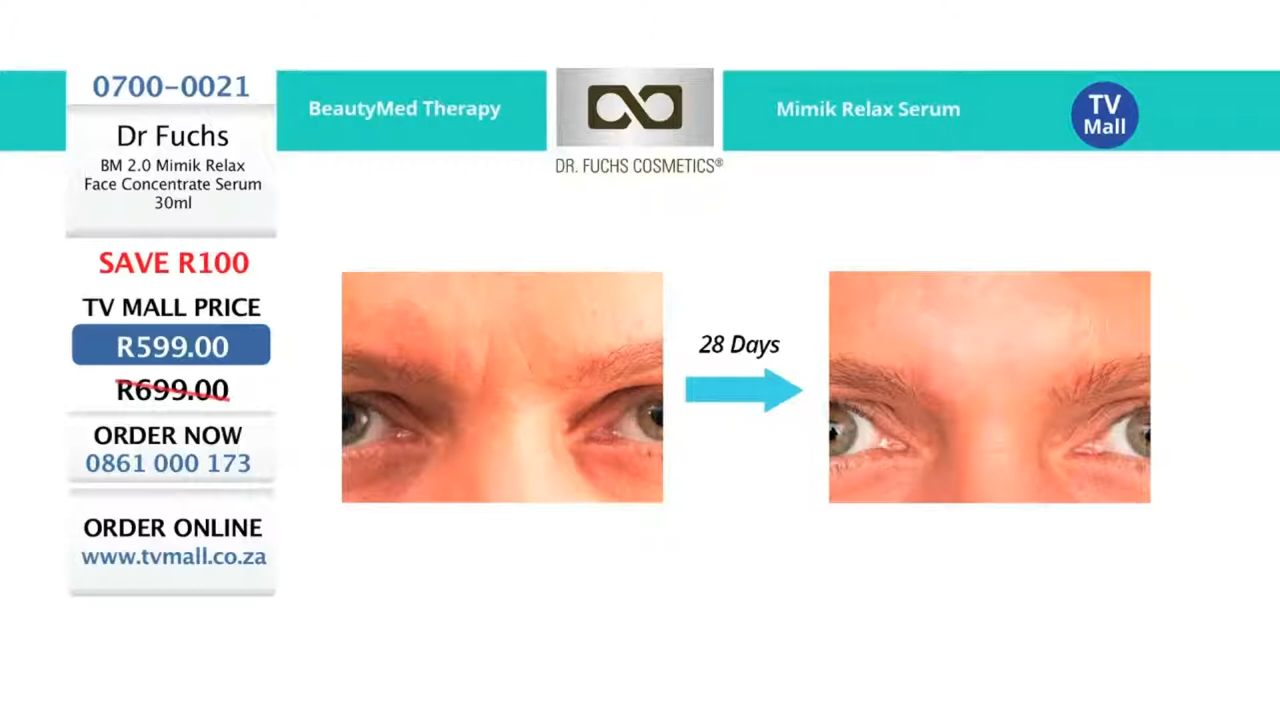 0700-0021
Dr Fuchs
BM 2.0 Mimik Relax
Face Concentrate Serum
30ml
SAVE R100
TV MALL PRICE
R599.00
R699.00
ORDER NOW
0861 000 173
ORDER ONLINE
www.tvmall.co.za
BeautyMed Therapy
DR. FUCHS COSMETICS®
Mimik Relax Serum
TV
Mall
28 Days